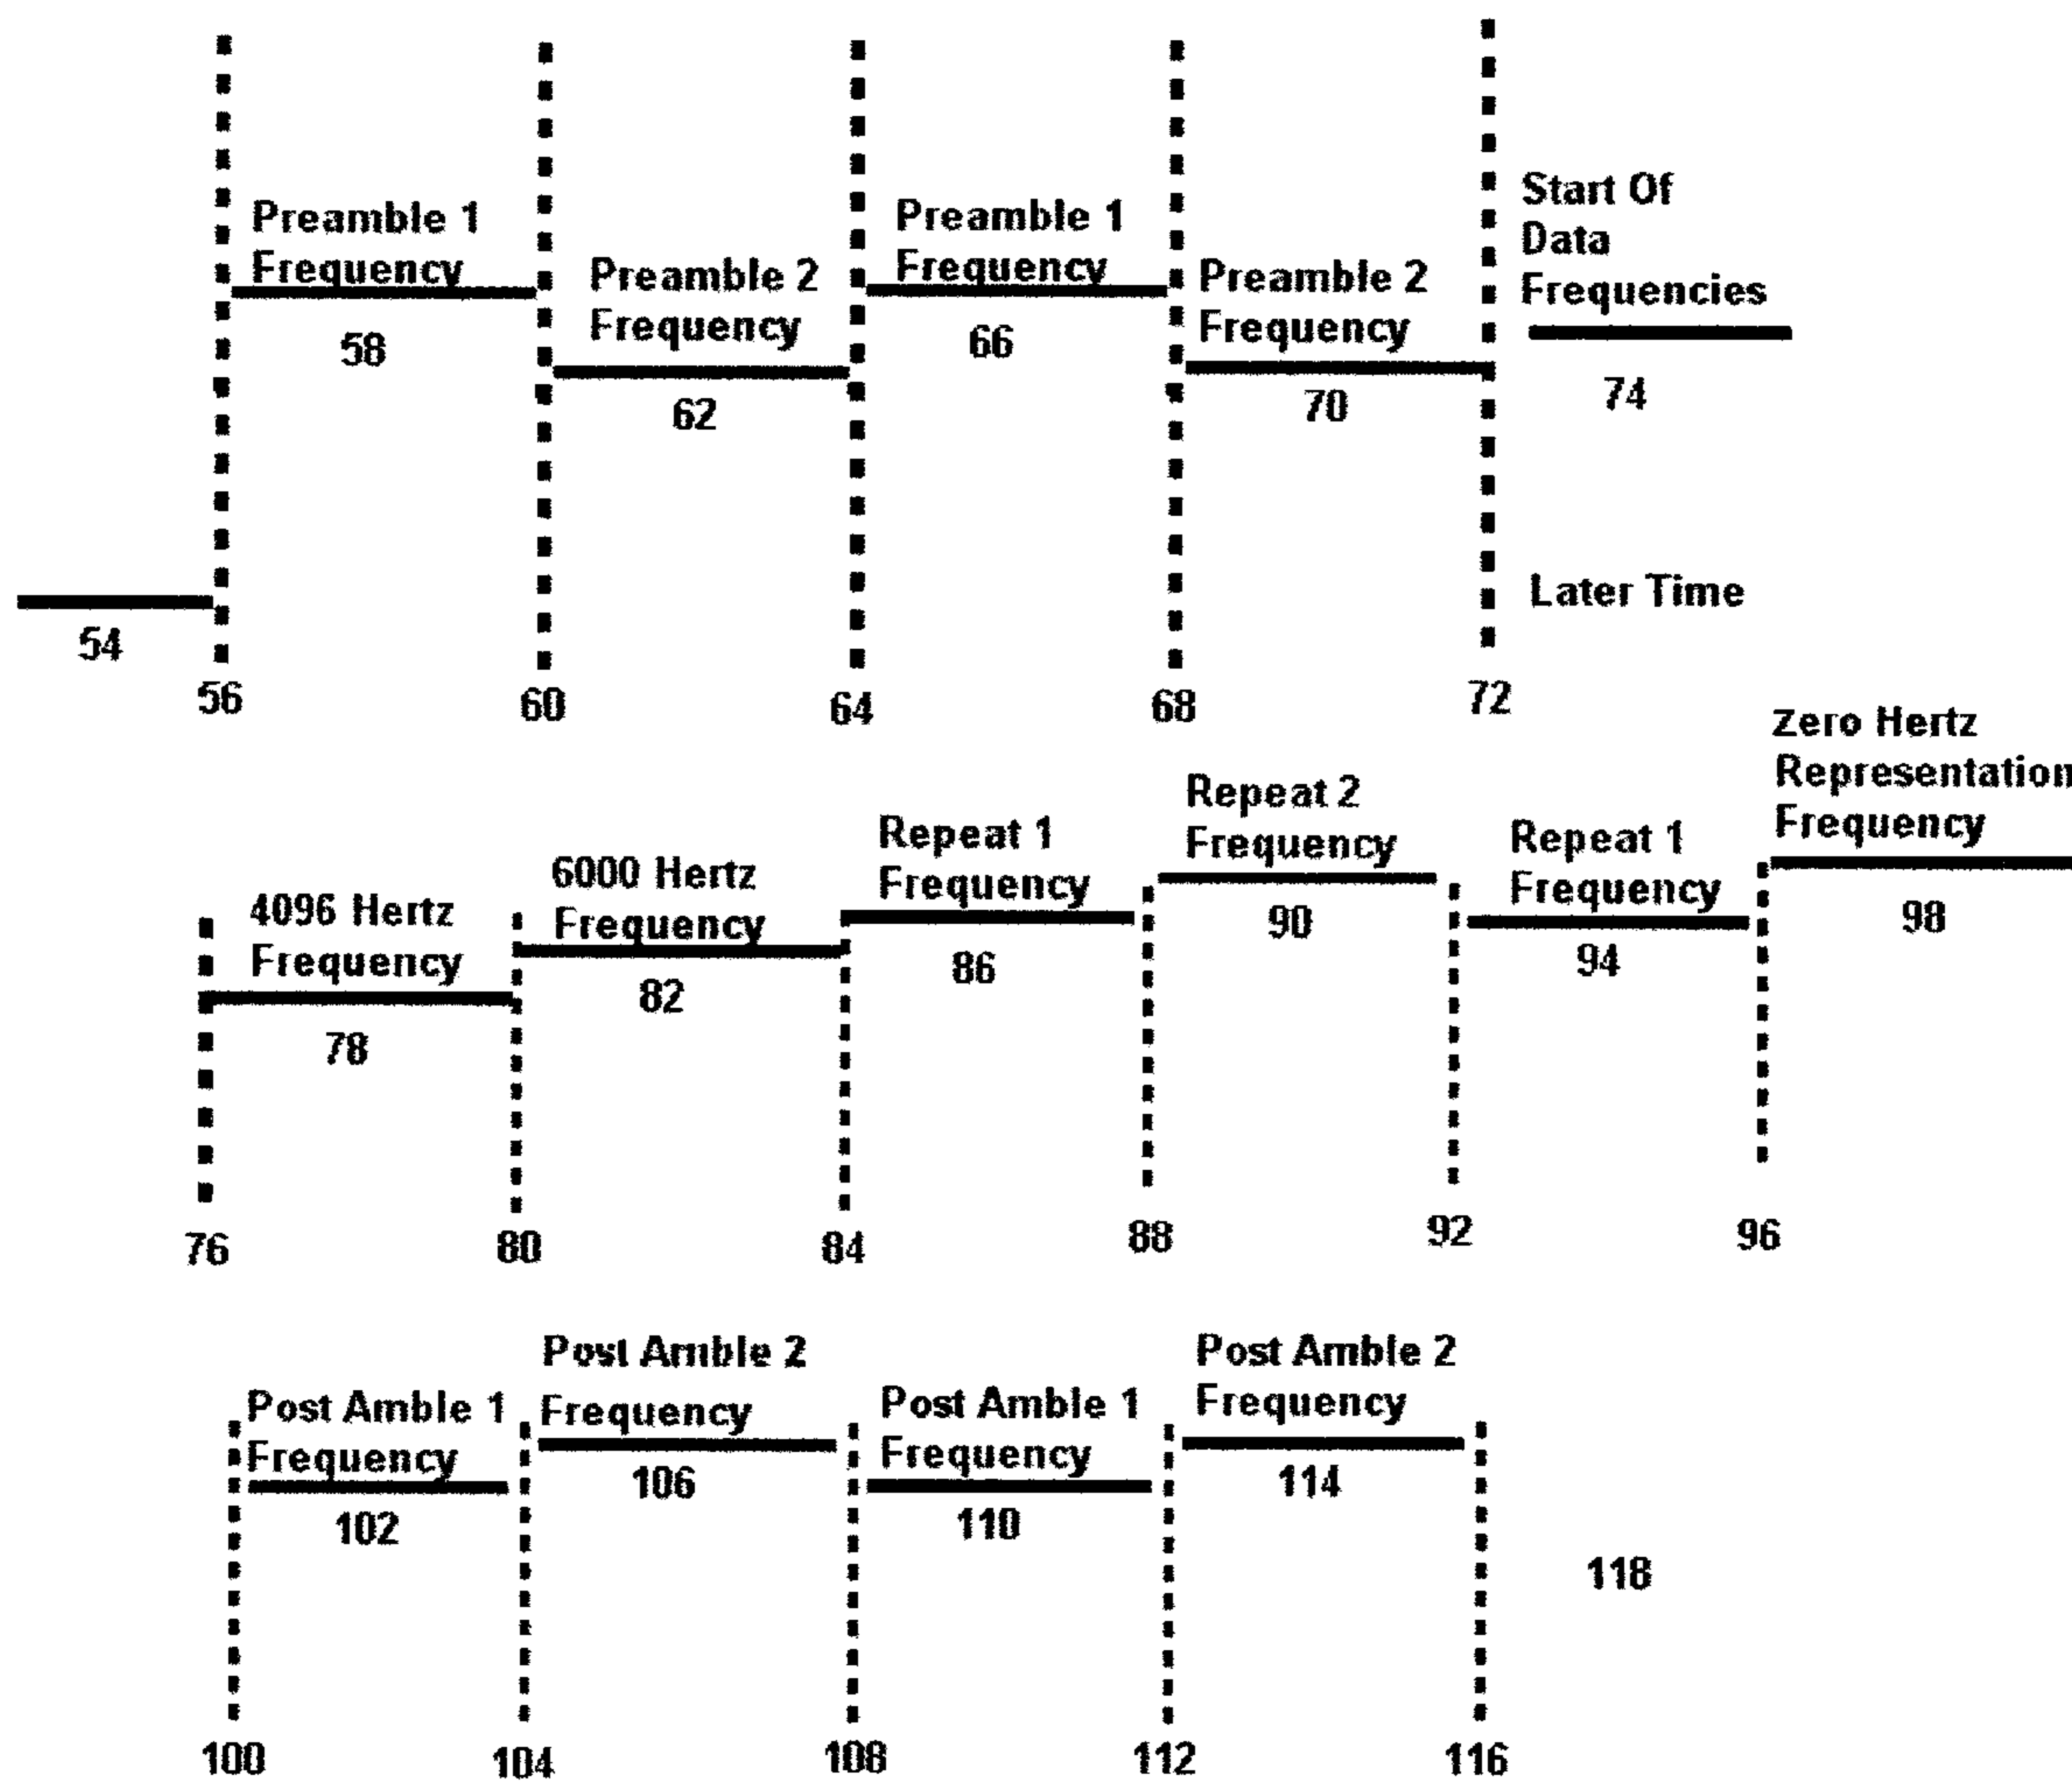 Preamble 1
Frequency
58
Preamble 2
Frequency
62
Preamble 1
Frequency
66
Preamble 2
Frequency
70
Start Of
Data
Frequencies
74
Later Time
54
56
60
64
68
72
4096 Hertz
Frequency
78
6000 Hertz
Frequency
82
Repeat 1
Frequency
86
Repeat 2
Frequency
90
Repeat 1
Frequency
94
Zero Hertz
Representation
Frequency
98
76
80
84
88
92
96
Post Amble 1
Frequency
102
Post Amble 2
Frequency
106
Post Amble 1
Frequency
110
Post Amble 2
Frequency
114
118
100
104
108
112
116